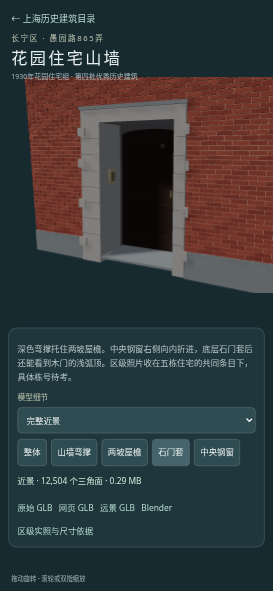 ← 上海历史建筑目录
长宁区 · 愚园路865弄
花园住宅山墙
1930年花园住宅组 · 第四批优秀历史建筑
深色弯撑托住两坡屋檐。中央钢窗右侧向内折进，底层石门套后
还能看到木门的浅弧顶。区级照片收在五栋住宅的共同条目下，
具体栋号待考。
模型细节
完整近景
整体 山墙弯撑 两坡屋檐 石门套 中央钢窗
近景 · 12,504 个三角面 · 0.29 MB
原始 GLB 网页 GLB 远景 GLB Blender
区级实照与尺寸依据
拖动旋转 · 滚轮或双指缩放